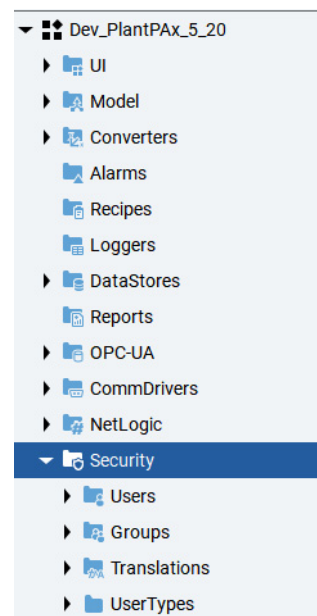 Dev_PlantPAx_5_20
UI
Model
Converters
Alarms
Recipes
Loggers
DataStores
Reports
OPC-UA
CommDrivers
NetLogic
Security
Users
Groups
Translations
UserTypes